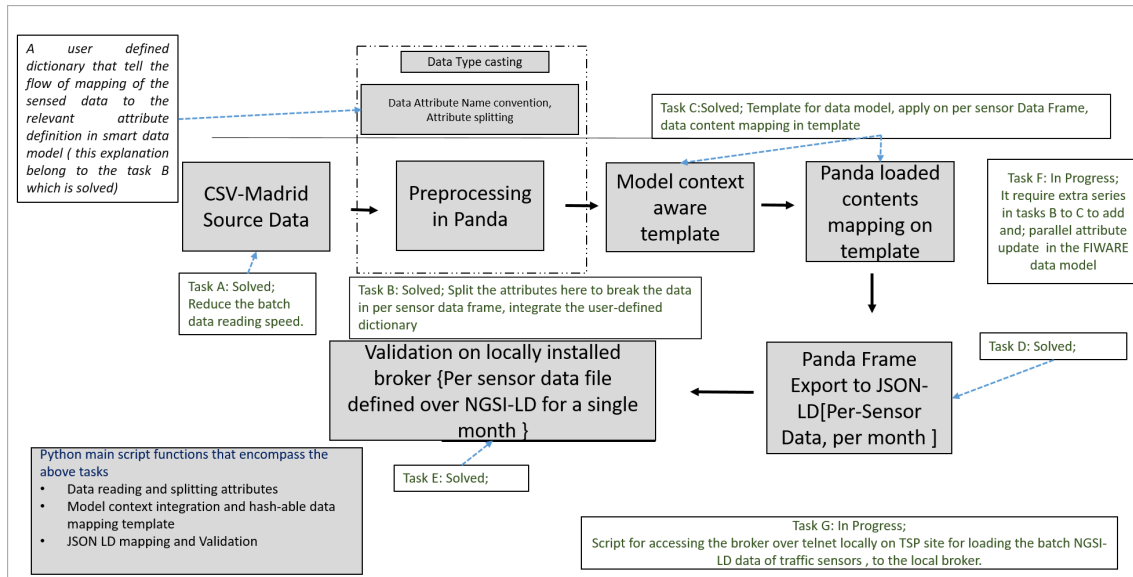 A user defined
dictionary that tell the
flow of mapping of the
sensed data to the
relevant attribute
definition in smart data
model ( this explanation
belong to the task B
which is solved)
Data Type casting
Data Attribute Name convention,
Attribute splitting
Task C:Solved; Template for data model, apply on per sensor Data Frame,
data content mapping in template
CSV-Madrid
Source Data
Preprocessing
in Panda
Model context
aware
template
Panda loaded
contents
mapping on
template
Task F: In Progress;
It require extra series
in tasks B to C to add
and; parallel attribute
update in the FIWARE
data model
Task A: Solved;
Reduce the batch
data reading speed.
Task B: Solved; Split the attributes here to break the data
in per sensor data frame, integrate the user-defined
dictionary
Validation on locally installed
broker {Per sensor data file
defined over NGSI-LD for a single
month }
Panda Frame
Export to JSON-
LD[Per-Sensor
Data, per month ]
Task D: Solved;
Task E: Solved;
Python main script functions that encompass the
above tasks
• Data reading and splitting attributes
• Model context integration and hash-able data
mapping template
• JSON LD mapping and Validation
Task G: In Progress;
Script for accessing the broker over telnet locally on TSP site for loading the batch NGSI-
LD data of traffic sensors , to the local broker.